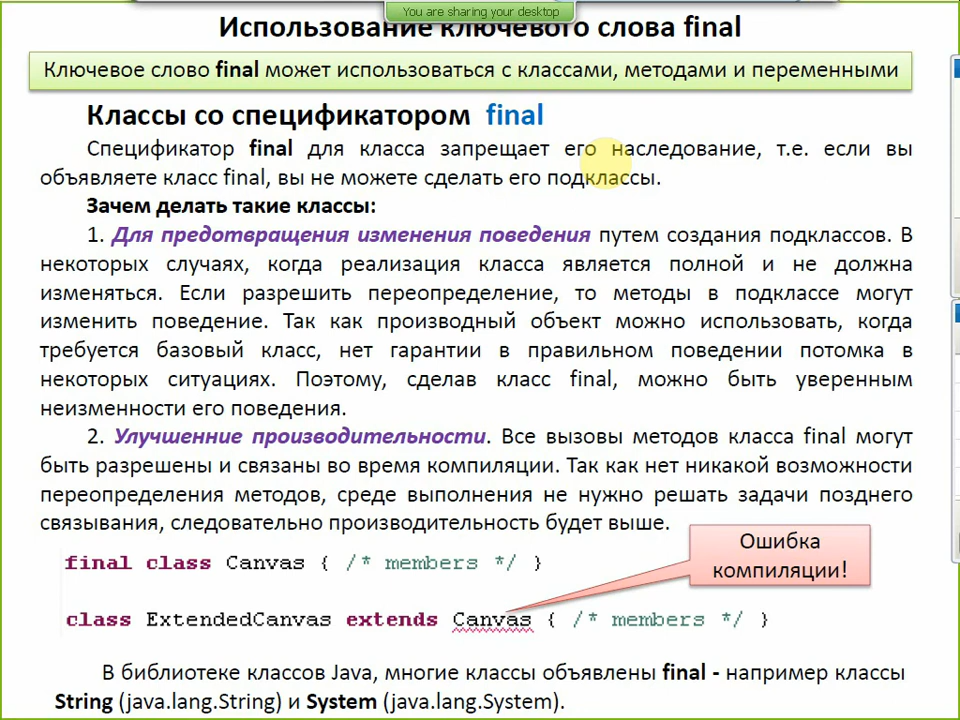 You are sharing your desktop
Использование ключевого слова final
Ключевое слово final может использоваться с классами, методами и переменными
Классы со спецификатором final
Спецификатор final для класса запрещает его наследование, т.е. если вы
объявляете класс final, вы не можете сделать его подклассы.
Зачем делать такие классы:
1. Для предотвращения изменения поведения путем создания подклассов. В
некоторых случаях, когда реализация класса является полной и не должна
изменяться. Если разрешить переопределение, то методы в подклассе могут
изменить поведение. Так как производный объект можно использовать, когда
требуется базовый класс, нет гарантии в правильном поведении потомка в
некоторых ситуациях. Поэтому, сделав класс final, можно быть уверенным
неизменности его поведения.
2. Улучшенние производительности. Все вызовы методов класса final могут
быть разрешены и связаны во время компиляции. Так как нет никакой возможности
переопределения методов, среде выполнения не нужно решать задачи позднего
связывания, следовательно производительность будет выше.
Ошибка
компиляции!
final class Canvas { /* members */ }
class ExtendedCanvas extends Canvas { /* members */ }
В библиотеке классов Java, многие классы объявлены final - например классы
String (java.lang.String) и System (java.lang.System).